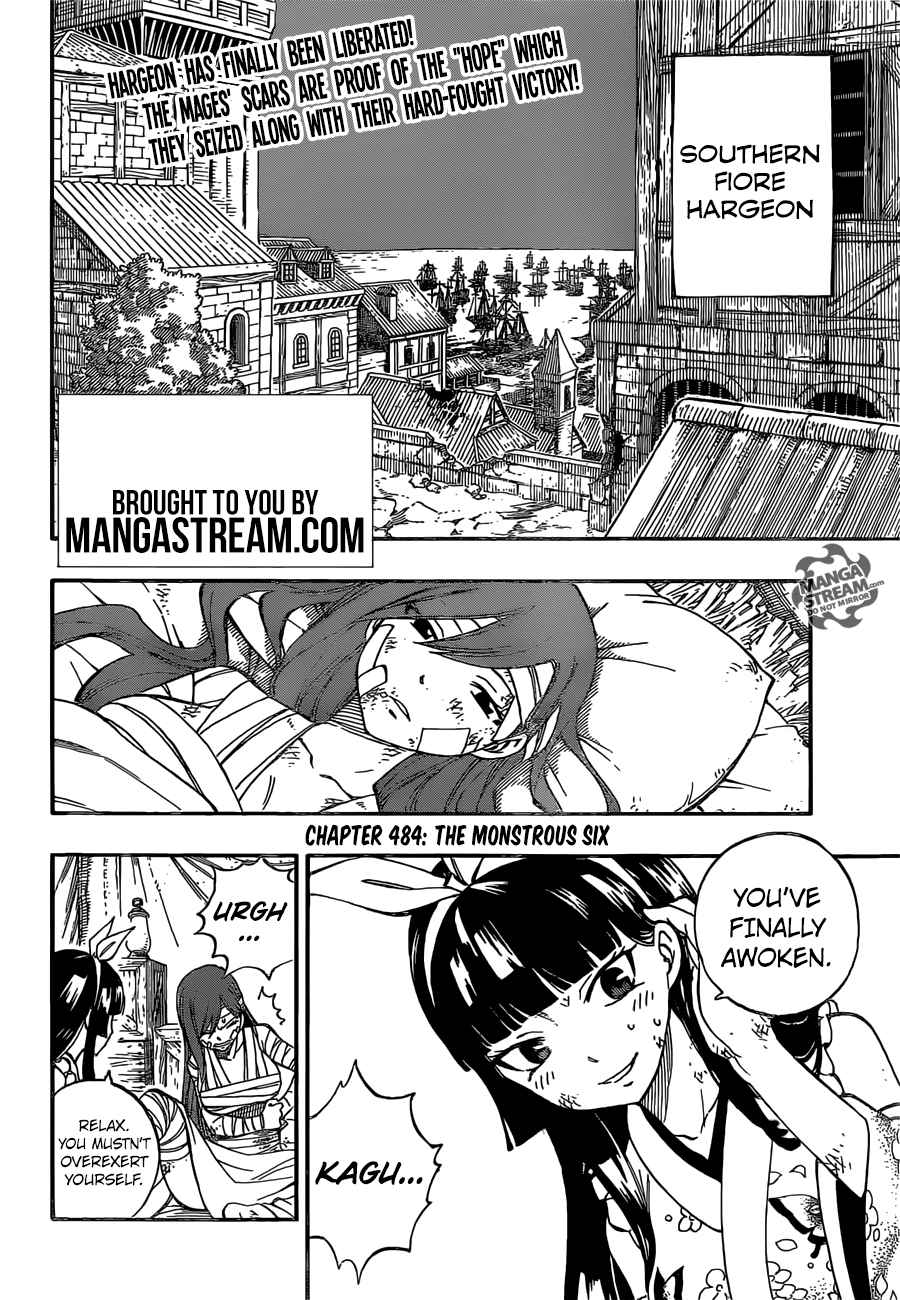 HARGEON HAS FINALLY BEEN LIBERATED!
THE MAGES' SCARS ARE PROOF OF THE "HOPE" WHICH
THEY SEIZED ALONG WITH THEIR HARD-FOUGHT VICTORY!
SOUTHERN
FIORE
HARGEON
BROUGHT TO YOU BY
MANGASTREAM.COM
MANGA
STREAM.com
DO NOT MIRROR
CHAPTER 484: THE MONSTROUS SIX
YOU'VE
FINALLY
AWOKEN.
KAGU...
URGH
...
RELAX.
YOU MUSTN'T
OVEREXERT
YOURSELF.